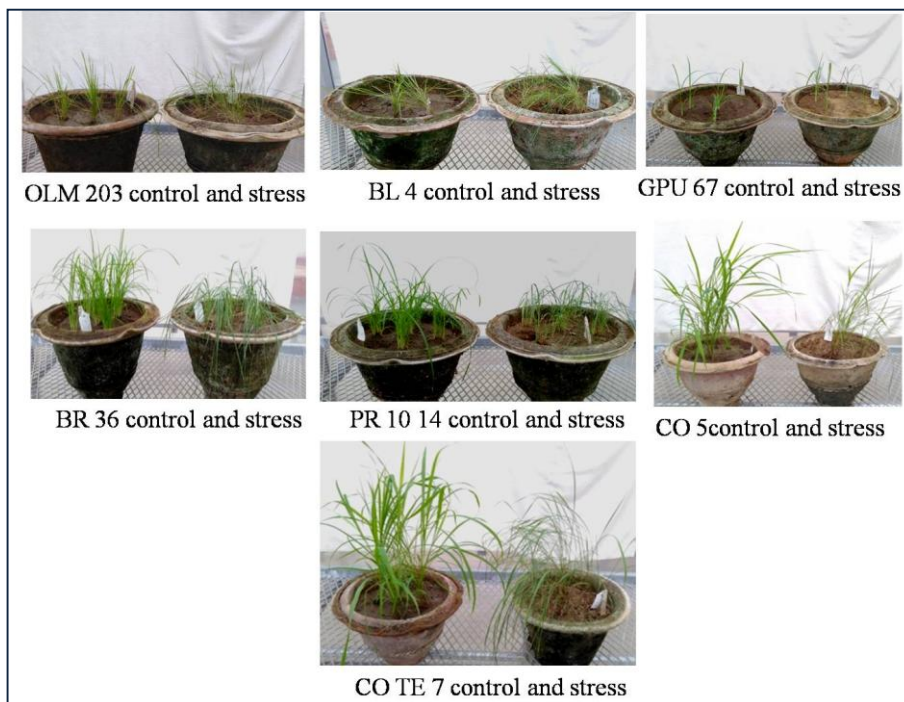 OLM 203 control and stress
BL 4 control and stress
GPU 67 control and stress
BR 36 control and stress
PR 10 14 control and stress
CO 5control and stress
CO TE 7 control and stress